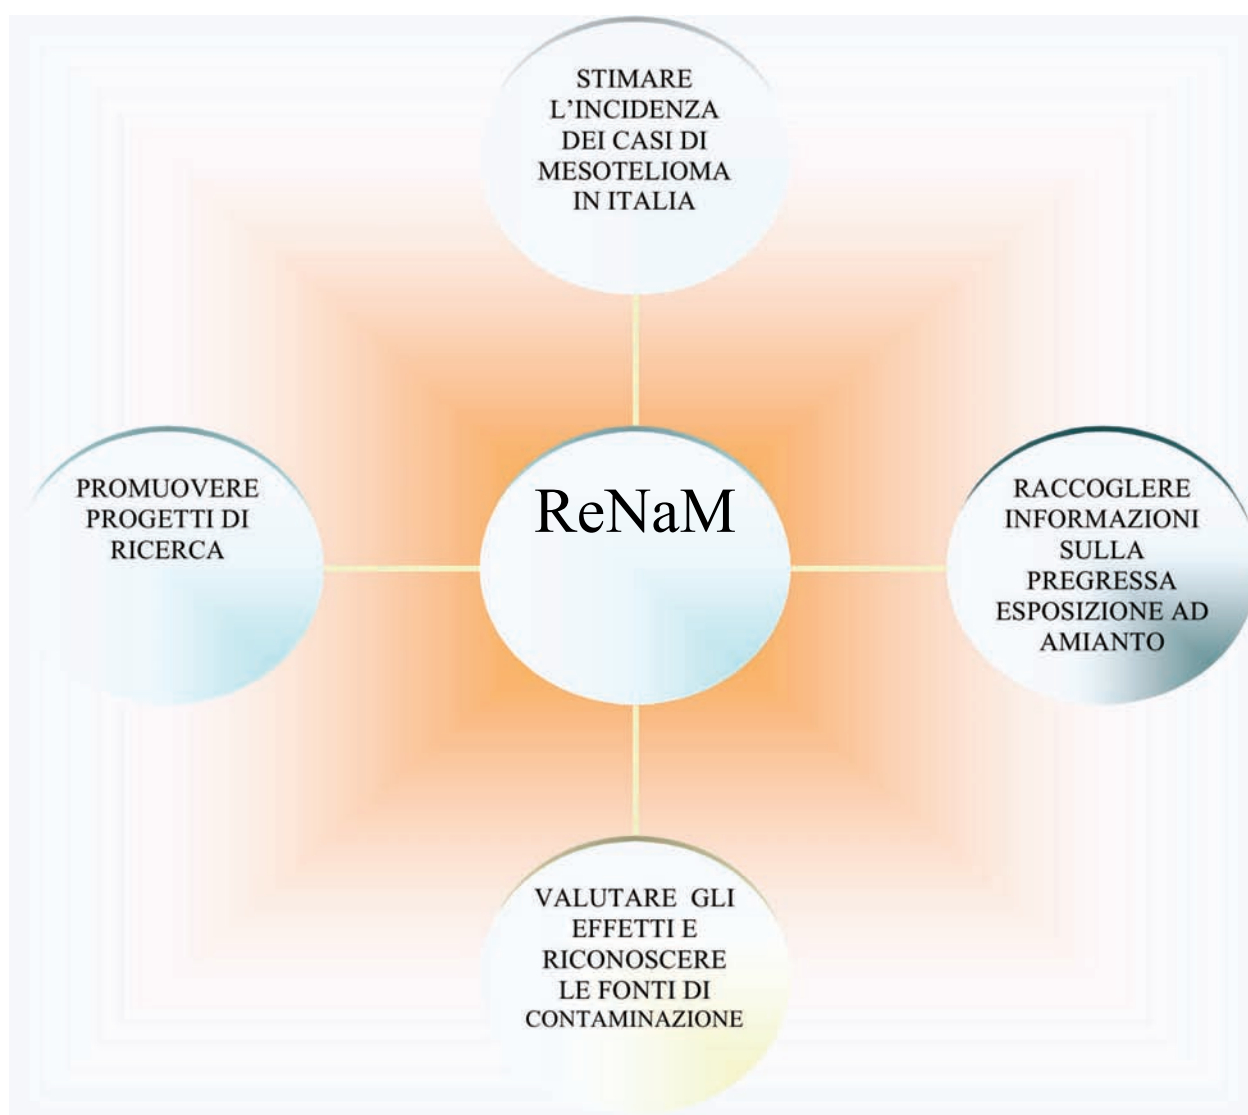 STIMARE
L’INCIDENZA
DEI CASI DI
MESOTELIOMA
IN ITALIA
PROMUOVERE
PROGETTI DI
RICERCA
ReNaM
RACCOGLERE
INFORMAZIONI
SULLA
PREGRESSA
ESPOSIZIONE AD
AMIANTO
VALUTARE GLI
EFFETTI E
RICONOSCERE
LE FONTI DI
CONTAMINAZIONE